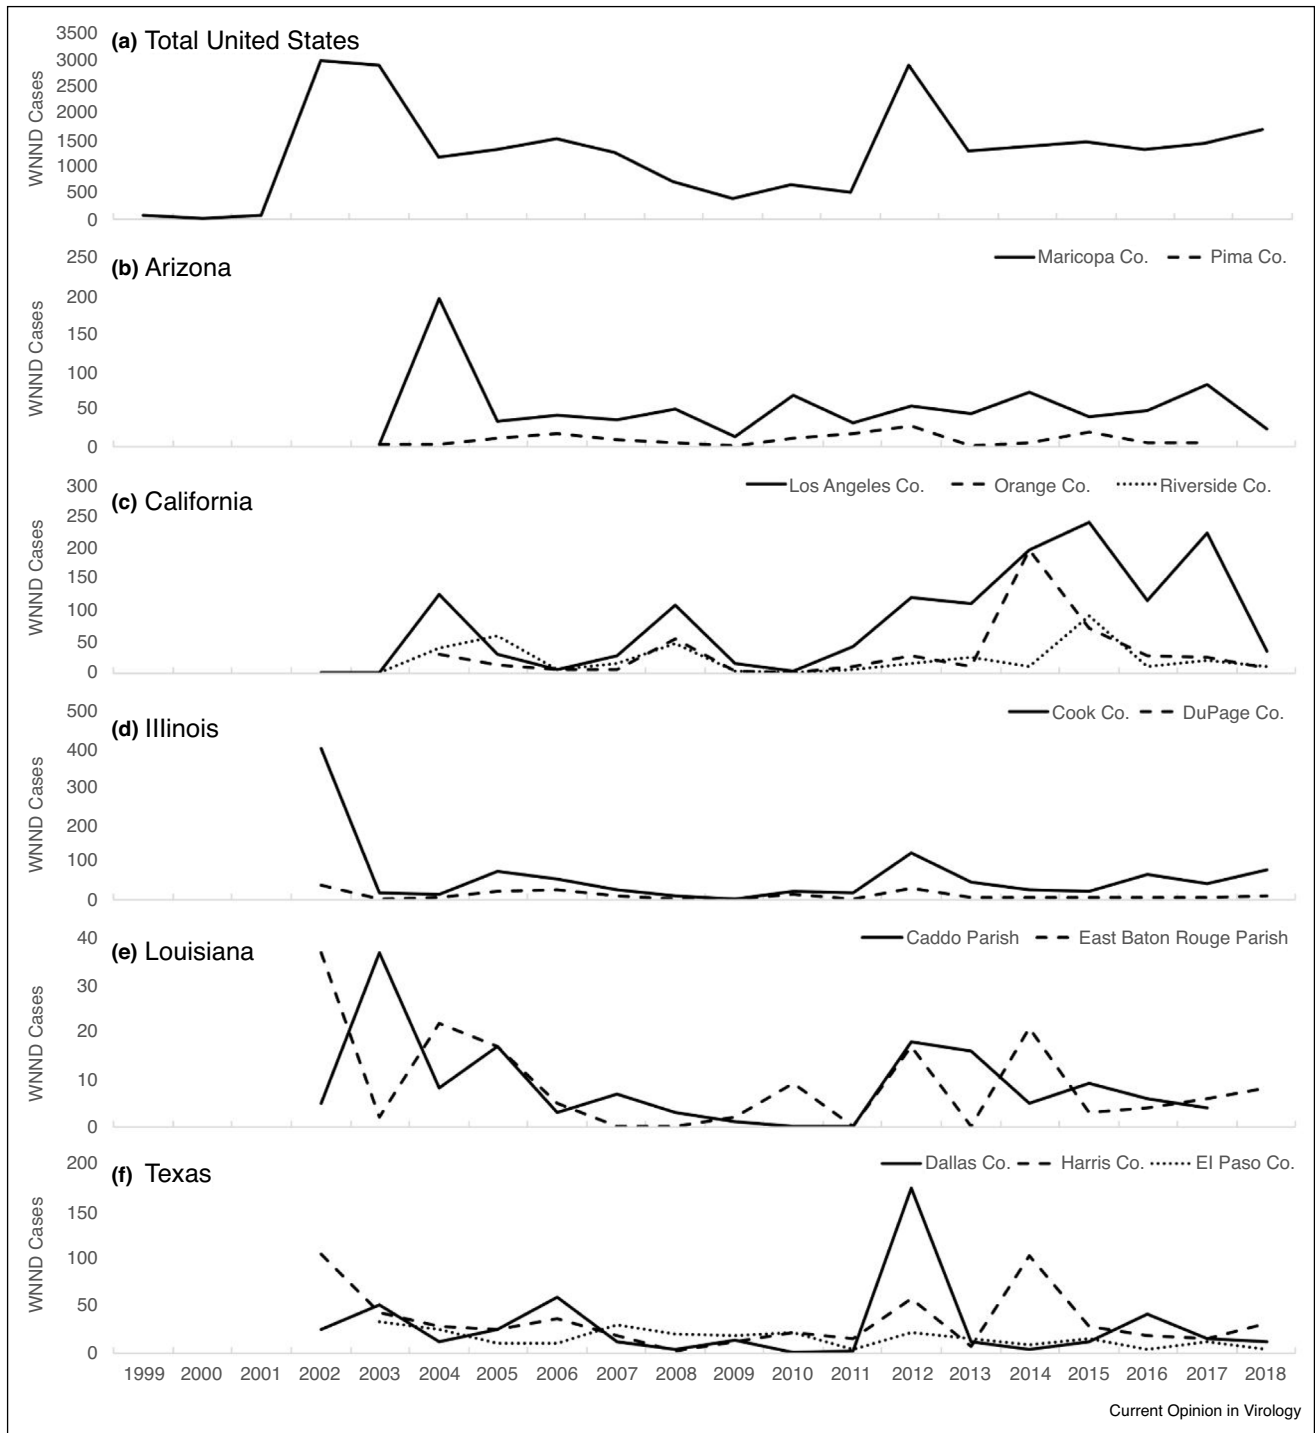 (a) Total United States
WNND Cases
3500
3000
2500
2000
1500
1000
500
0
(b) Arizona
Maricopa Co. Pima Co.
WNND Cases
250
200
150
100
50
0
(c) California
Los Angeles Co. Orange Co. Riverside Co.
WNND Cases
300
250
200
150
100
50
0
(d) Illinois
Cook Co. DuPage Co.
WNND Cases
500
400
300
200
100
0
(e) Louisiana
Caddo Parish East Baton Rouge Parish
WNND Cases
40
30
20
10
0
(f) Texas
Dallas Co. Harris Co. El Paso Co.
WNND Cases
200
150
100
50
0
1999 2000 2001 2002 2003 2004 2005 2006 2007 2008 2009 2010 2011 2012 2013 2014 2015 2016 2017 2018
Current Opinion in Virology